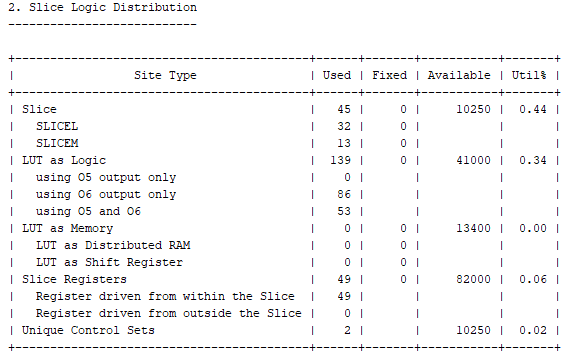 2. Slice Logic Distribution
---------------------------
+------------------------------------------+------+-------+-----------+-------+
|                 Site Type                | Used | Fixed | Available | Util% |
+------------------------------------------+------+-------+-----------+-------+
| Slice                                    |   45 |     0 |     10250 |  0.44 |
|   SLICEL                                 |   32 |     0 |           |       |
|   SLICEM                                 |   13 |     0 |           |       |
| LUT as Logic                             |  139 |     0 |     41000 |  0.34 |
|   using O5 output only                   |    0 |       |           |       |
|   using O6 output only                   |   86 |       |           |       |
|   using O5 and O6                        |   53 |       |           |       |
| LUT as Memory                            |    0 |     0 |     13400 |  0.00 |
|   LUT as Distributed RAM                 |    0 |     0 |           |       |
|   LUT as Shift Register                  |    0 |     0 |           |       |
| Slice Registers                          |   49 |     0 |     82000 |  0.06 |
|   Register driven from within the Slice  |   49 |       |           |       |
|   Register driven from outside the Slice |    0 |       |           |       |
| Unique Control Sets                      |    2 |       |     10250 |  0.02 |
+------------------------------------------+------+-------+-----------+-------+